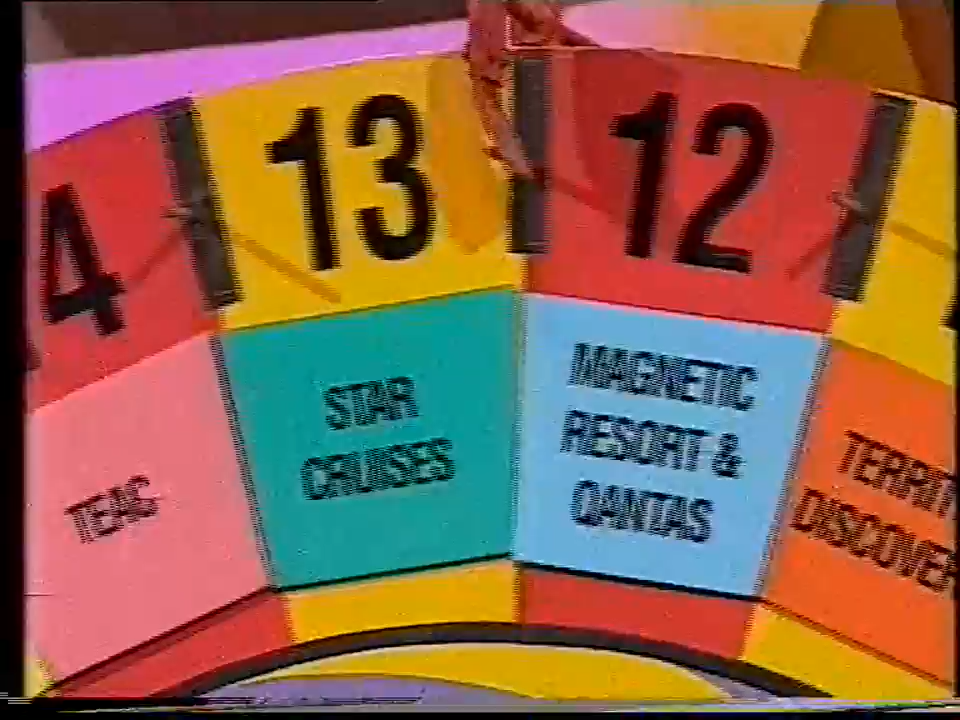 4
13
12
TEAC
STAR
CRUISES
MAGNETIC
RESORT &
QANTAS